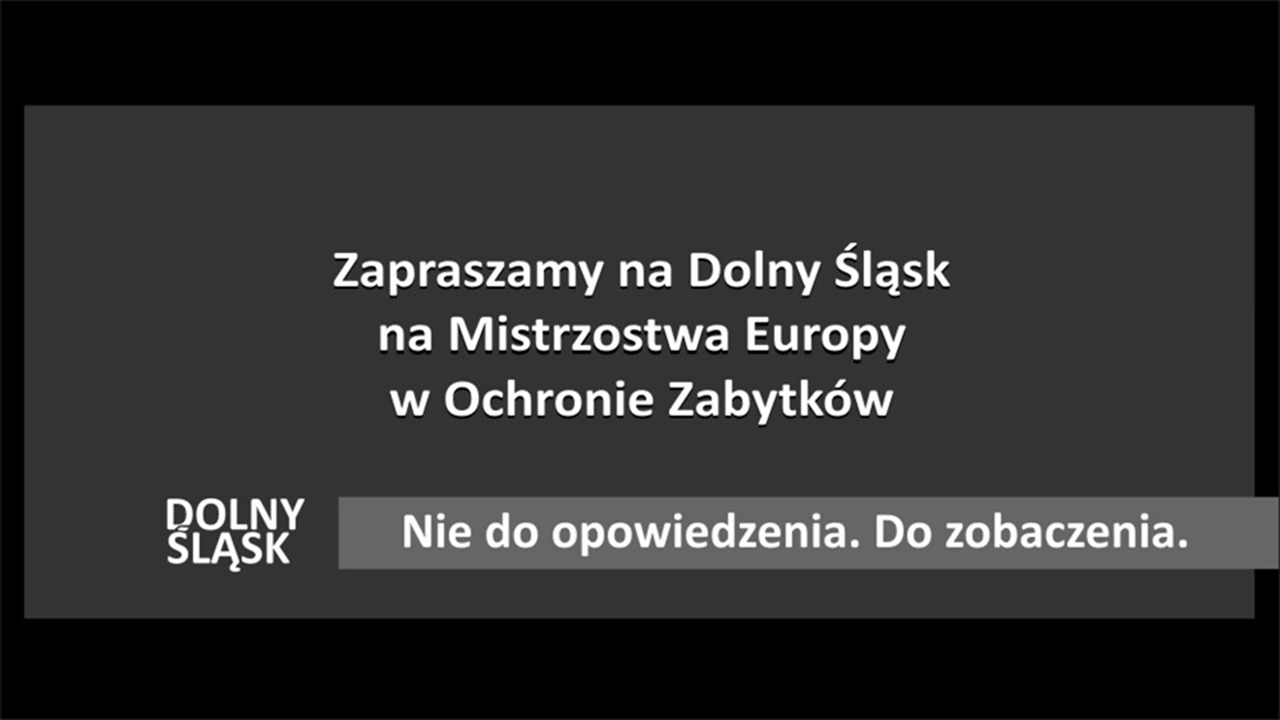 Zapraszamy na Dolny Śląsk
na Mistrzostwa Europy
w Ochronie Zabytków
DOLNY
ŚLĄSK
Nie do opowiedzenia. Do zobaczenia.